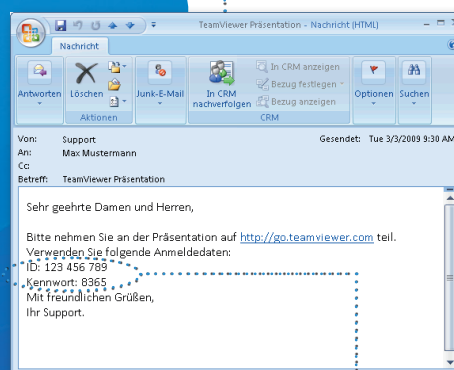 TeamViewer Präsentation - Nachricht (HTML)
Nachricht
Antworten
Löschen
Aktionen
Junk-E-Mail
In CRM
nachverfolgen
In CRM anzeigen
Bezug festlegen
Bezug anzeigen
CRM
Optionen
Suchen
Von: Support
Gesendet: Tue 3/3/2009 9:30 AM
An: Max Mustermann
Cc:
Betreff: TeamViewer Präsentation
Sehr geehrte Damen und Herren,
Bitte nehmen Sie an der Präsentation auf http://go.teamviewer.com teil.
Verwenden Sie folgende Anmeldedaten:
ID: 123 456 789
Kennwort: 8365
Mit freundlichen Grüßen,
Ihr Support.